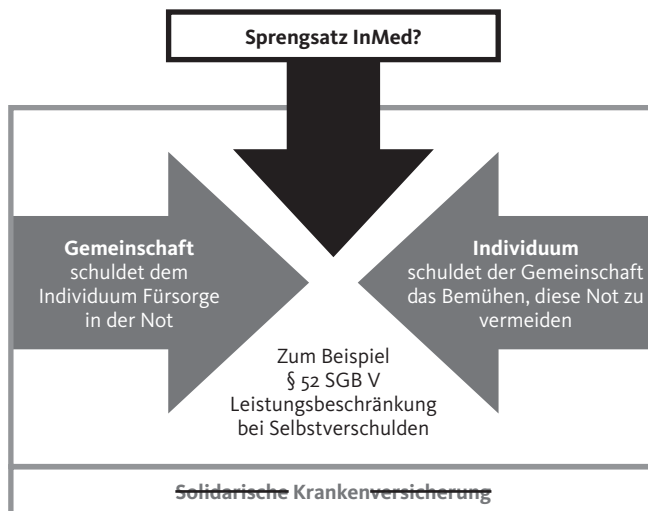 Sprengsatz InMed?
Gemeinschaft
schuldet dem
Individuum Fürsorge
in der Not
Individuum
schuldet der Gemeinschaft
das Bemühen, diese Not zu
vermeiden
Zum Beispiel
§ 52 SGB V
Leistungsbeschränkung
bei Selbstverschulden
Solidarische Krankenversicherung